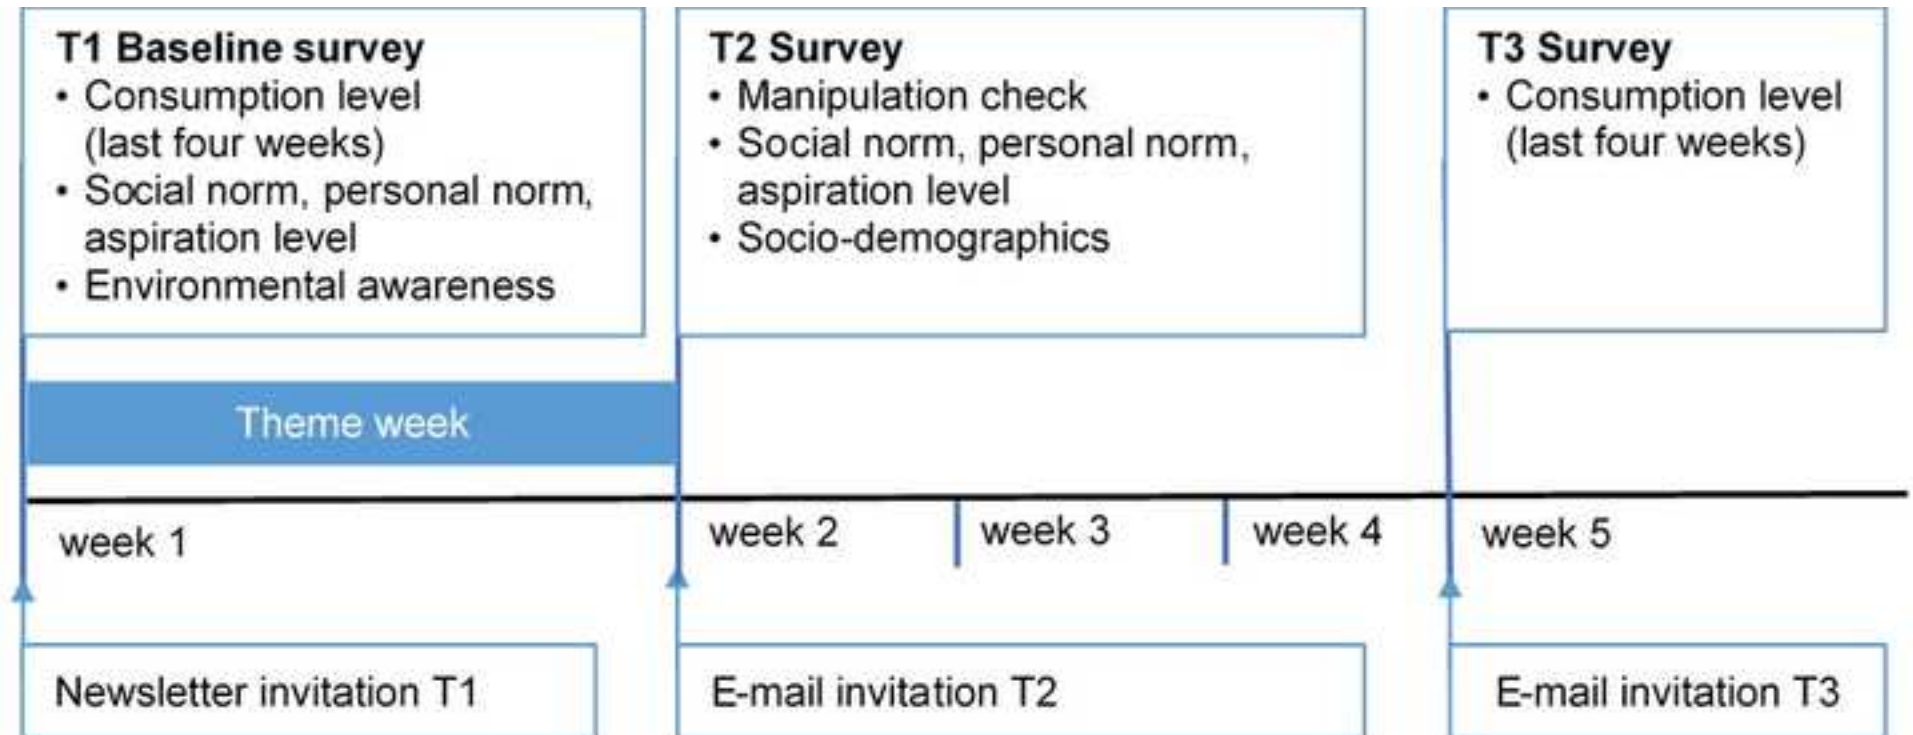 T1 Baseline survey
• Consumption level
(last four weeks)
• Social norm, personal norm,
aspiration level
• Environmental awareness
T2 Survey
• Manipulation check
• Social norm, personal norm,
aspiration level
• Socio-demographics
T3 Survey
• Consumption level
(last four weeks)
Theme week
week 1
week 2
week 3
week 4
week 5
Newsletter invitation T1
E-mail invitation T2
E-mail invitation T3